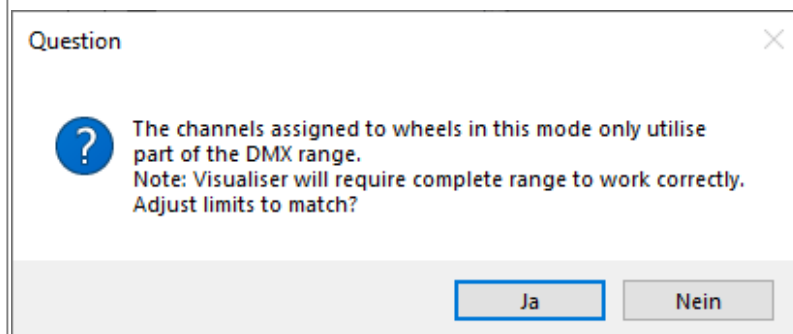 Question
The channels assigned to wheels in this mode only utilise
part of the DMX range.
Note: Visualiser will require complete range to work correctly.
Adjust limits to match?
Ja
Nein